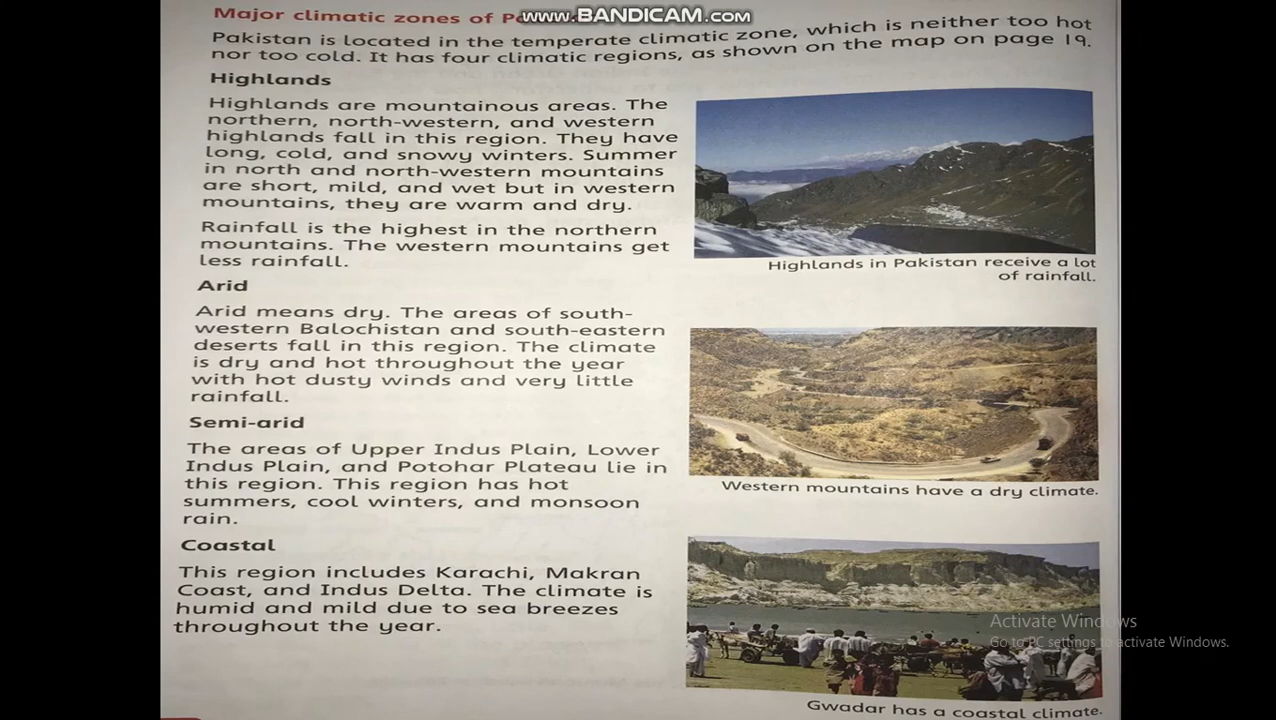 Major climatic zones of
www.BANDICAM.com
Pakistan is located in the temperate climatic zone, which is neither too hot
nor too cold. It has four climatic regions, as shown on the map on page 19.
Highlands
Highlands are mountainous areas. The
northern, north-western, and western
highlands fall in this region. They have
long, cold, and snowy winters. Summer
in north and north-western mountains
are short, mild, and wet but in western
mountains, they are warm and dry.
Rainfall is the highest in the northern
mountains. The western mountains get
less rainfall.
Highlands in Pakistan receive a lot
of rainfall.
Arid
Arid means dry. The areas of south-
western Balochistan and south-eastern
deserts fall in this region. The climate
is dry and hot throughout the year
with hot dusty winds and very little
rainfall.
Semi-arid
The areas of Upper Indus Plain, Lower
Indus Plain, and Potohar Plateau lie in
this region. This region has hot
summers, cool winters, and monsoon
rain.
Western mountains have a dry climate.
Coastal
This region includes Karachi, Makran
Coast, and Indus Delta. The climate is
humid and mild due to sea breezes
throughout the year.
Gwadar has a coastal climate.
Activate Windows
Go to PC settings to activate Windows.